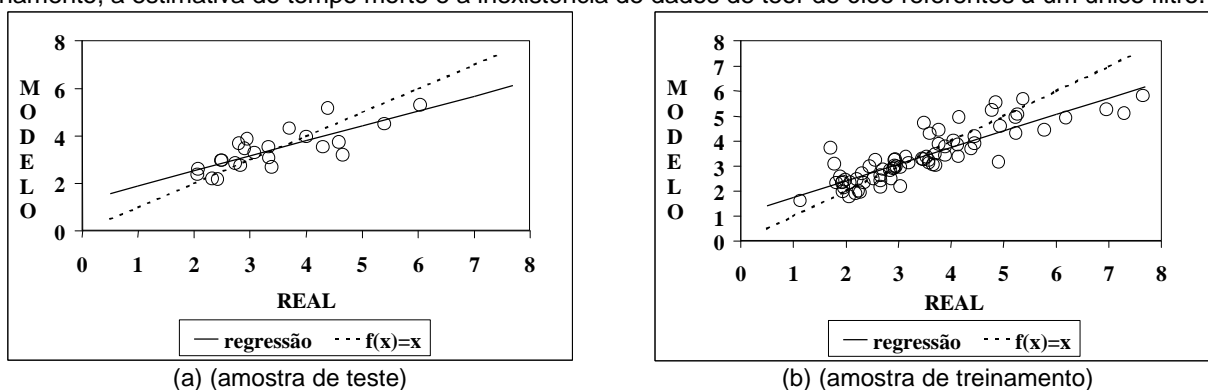 namento, a estimativa do tempo morto e a inexistência de dados de teor de óleo referentes a um único filtro.
8
6
4
2
0
M
O
D
E
L
O
0 1 2 3 4 5 6 7 8
REAL
regressão f(x)=x
(a) (amostra de teste)
8
7
6
5
4
3
2
1
0
M
O
D
E
L
O
0 1 2 3 4 5 6 7 8
REAL
regressão f(x)=x
(b) (amostra de treinamento)